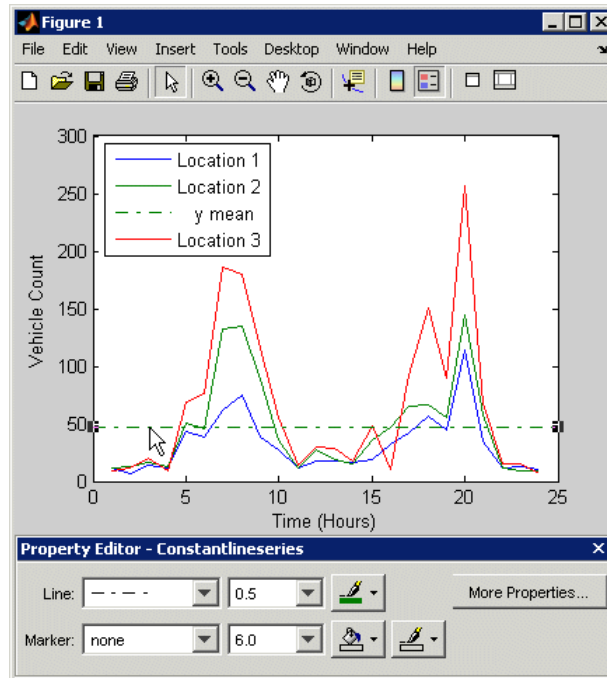 Figure 1
File Edit View Insert Tools Desktop Window Help
300
250
200
150
100
50
0
Vehicle Count
Location 1
Location 2
y mean
Location 3
0 5 10 15 20 25
Time (Hours)
Property Editor - Constantlineseries
Line: 0.5 More Properties...
Marker: none 6.0